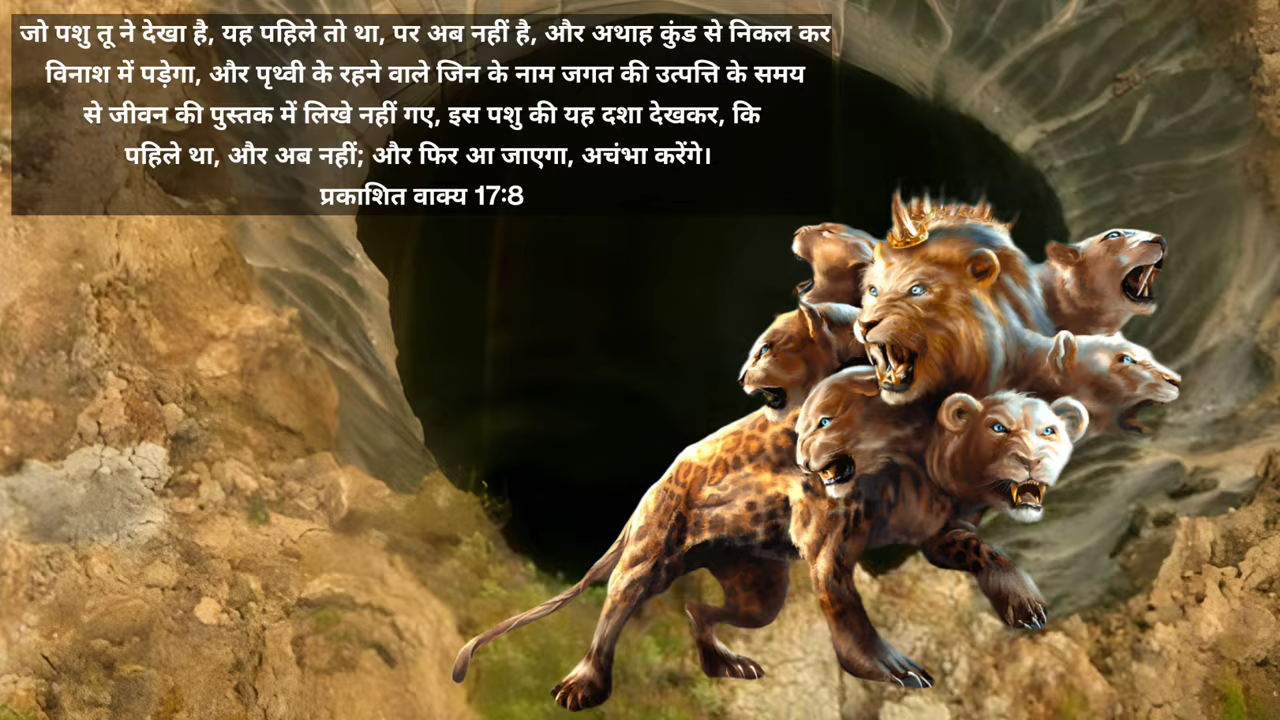 जो पशु तू ने देखा है, यह पहिले तो था, पर अब नहीं है, और अथाह कुंड से निकल कर
विनाश में पड़ेगा, और पृथ्वी के रहने वाले जिन के नाम जगत की उत्पत्ति के समय
से जीवन की पुस्तक में लिखे नहीं गए, इस पशु की यह दशा देखकर, कि
पहिले था, और अब नहीं; और फिर आ जाएगा, अचंभा करेंगे।
प्रकाशित वाक्य 17:8